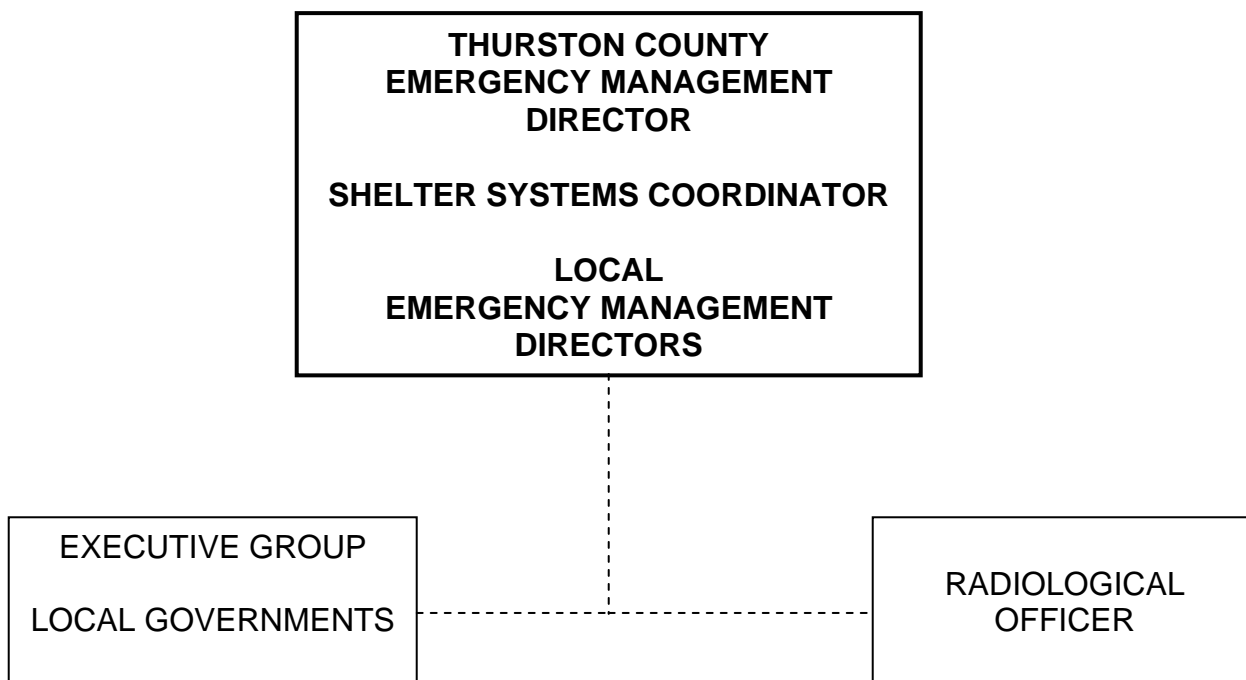 THURSTON COUNTY
EMERGENCY MANAGEMENT
DIRECTOR
SHELTER SYSTEMS COORDINATOR
LOCAL
EMERGENCY MANAGEMENT
DIRECTORS
EXECUTIVE GROUP
LOCAL GOVERNMENTS
RADIOLOGICAL
OFFICER